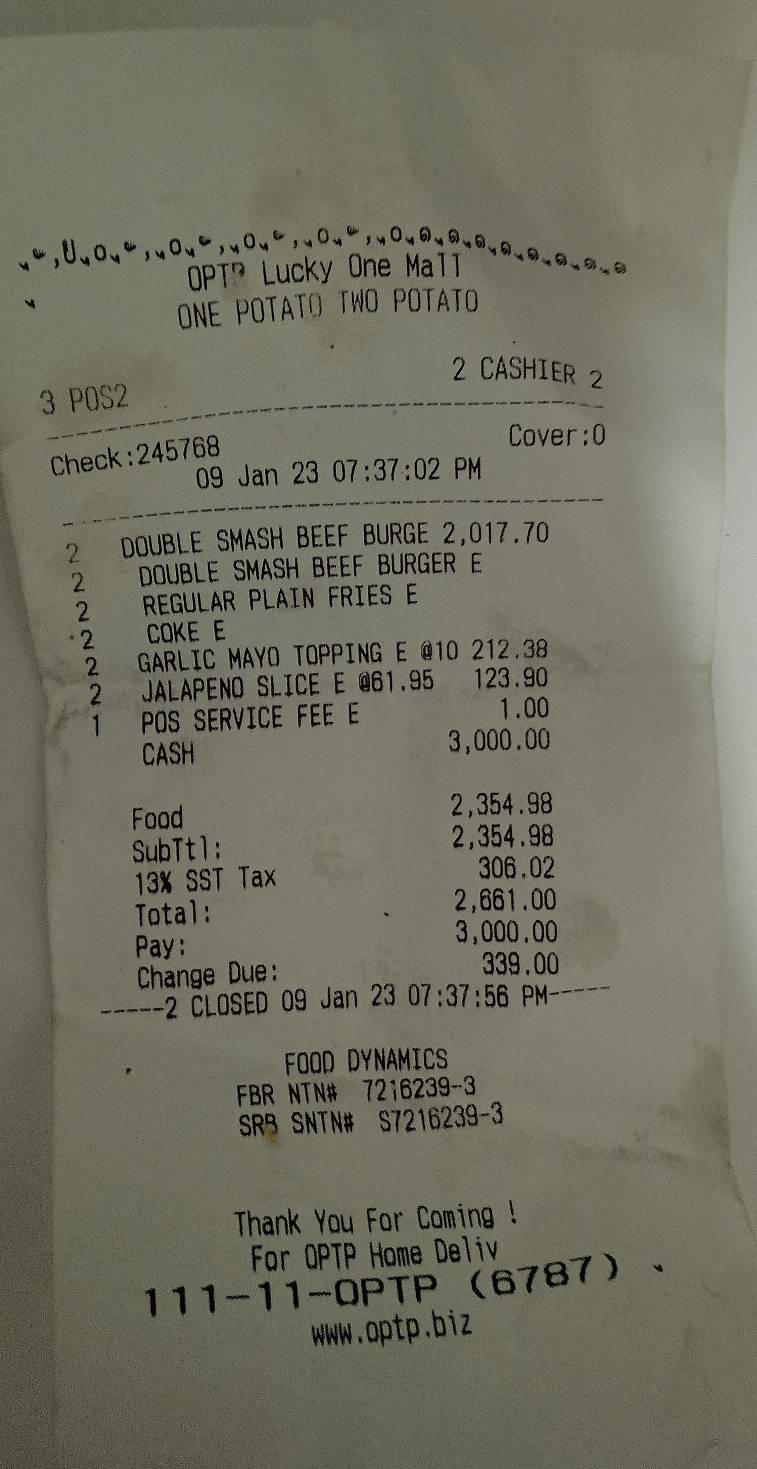 OPTP Lucky One Mall
ONE POTATO TWO POTATO
2 CASHIER 2
3 POS2
Cover:0
Check:245768
09 Jan 23 07:37:02 PM
2 DOUBLE SMASH BEEF BURGE 2,017.70
2 DOUBLE SMASH BEEF BURGER E
2 REGULAR PLAIN FRIES E
2 COKE E
2 GARLIC MAYO TOPPING E @10 212.38
2 JALAPENO SLICE E @61.95 123.90
1 POS SERVICE FEE E 1.00
CASH 3,000.00
Food 2,354.98
SubTtl: 2,354.98
13% SST Tax 306.02
Total: 2,661.00
Pay: 3,000.00
Change Due: 339.00
-----2 CLOSED 09 Jan 23 07:37:56 PM-----
FOOD DYNAMICS
FBR NTN# 7216239-3
SRB SNTN# S7216239-3
Thank You For Coming !
For OPTP Home Deliv
111-11-OPTP (6787)
www.optp.biz